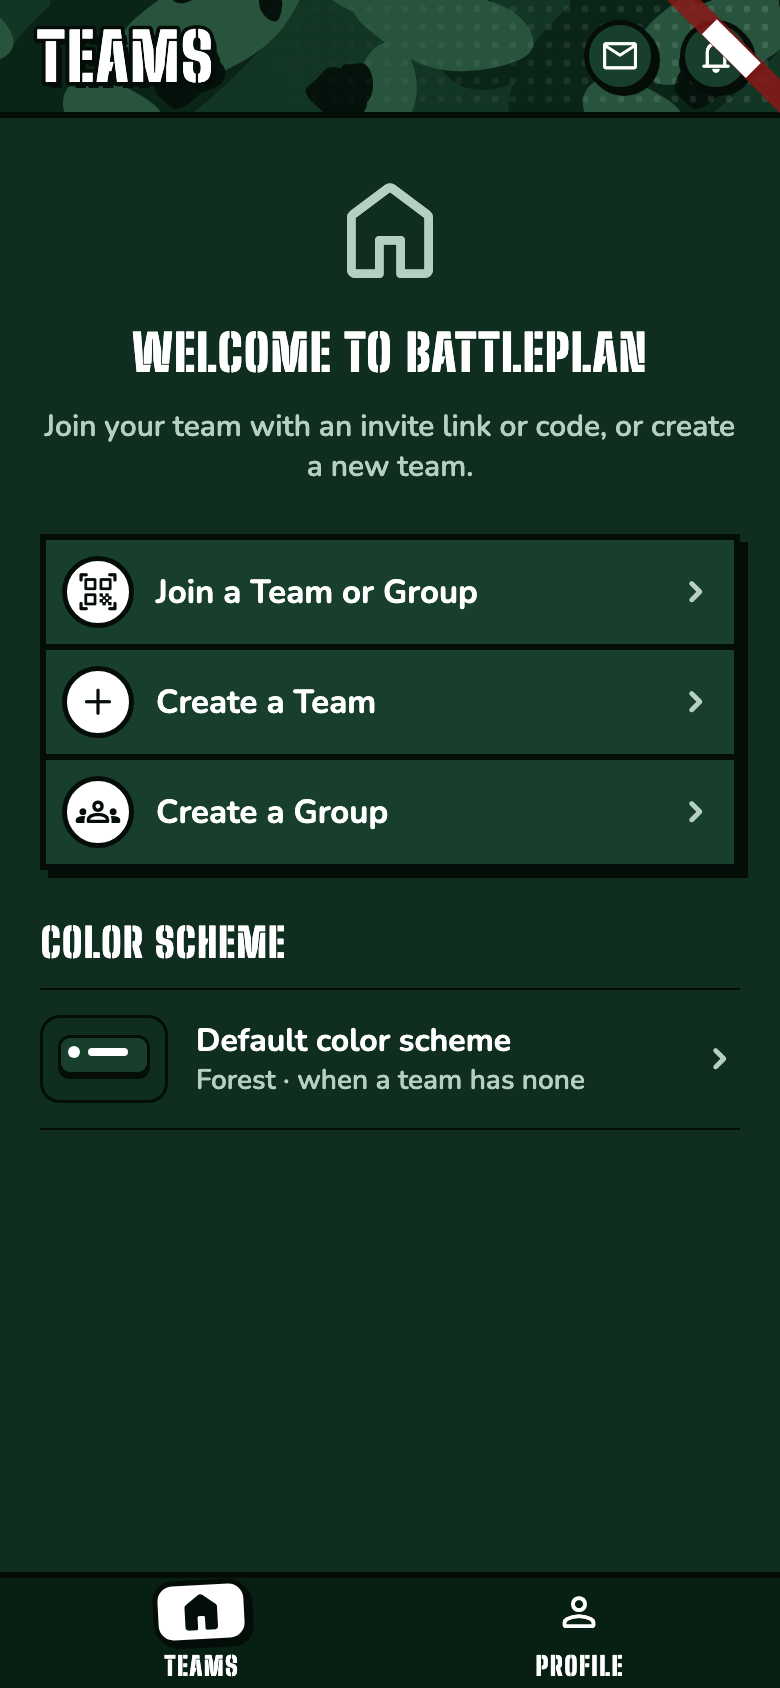 TEAMS
WELCOME TO BATTLEPLAN
Join your team with an invite link or code, or create
a new team.
Join a Team or Group
Create a Team
Create a Group
COLOR SCHEME
Default color scheme
Forest · when a team has none
TEAMS
PROFILE